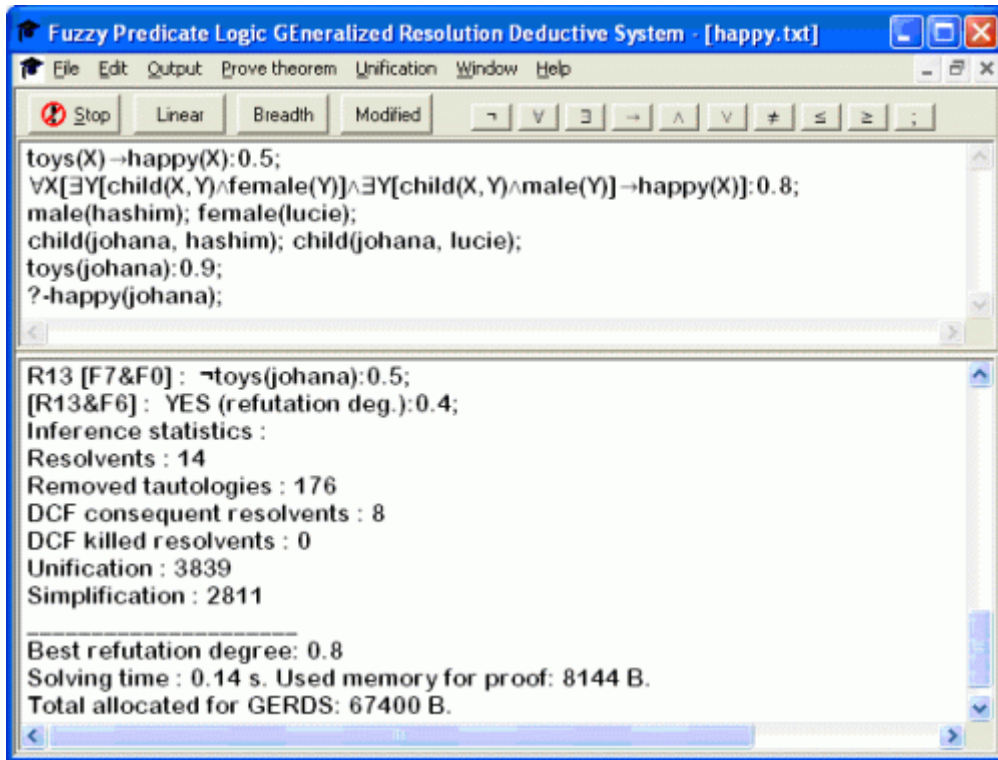 Fuzzy Predicate Logic GEneralized Resolution Deductive System - [happy.txt]
File Edit Output Prove theorem Unification Window Help
Stop Linear Breadth Modified ¬ ∀ ∃ → ∧ ∨ ≠ ≤ ≥ ;
toys(X)→happy(X):0.5;
∀X[∃Y[child(X,Y)∧female(Y)]∧∃Y[child(X,Y)∧male(Y)]→happy(X)]:0.8;
male(hashim); female(lucie);
child(johana, hashim); child(johana, lucie);
toys(johana):0.9;
?-happy(johana);
R13 [F7&F0] : ¬toys(johana):0.5;
[R13&F6] : YES (refutation deg.):0.4;
Inference statistics :
Resolvents : 14
Removed tautologies : 176
DCF consequent resolvents : 8
DCF killed resolvents : 0
Unification : 3839
Simplification : 2811
_____________________
Best refutation degree: 0.8
Solving time : 0.14 s. Used memory for proof: 8144 B.
Total allocated for GERDS: 67400 B.